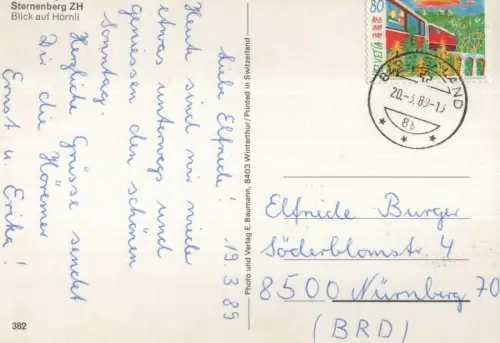 Sternenberg ZH
Blick auf Hörnli
19.3.89
Liebe Elfriede!
Heute sind wir wieder
etwas unterwegs und
geniessen den schönen
Sonntag.
Herzliche Grüsse sendet
Dir die
Ernst u. Erika!
382
Photo und Verlag E. Baumann, 8403 Winterthur/Printed in Switzerland
80
HELVETIA
20.-3.89-15
8b
Elfriede Burger
Söderblomstr. 4
8500 Nürnberg 70
(BRD)